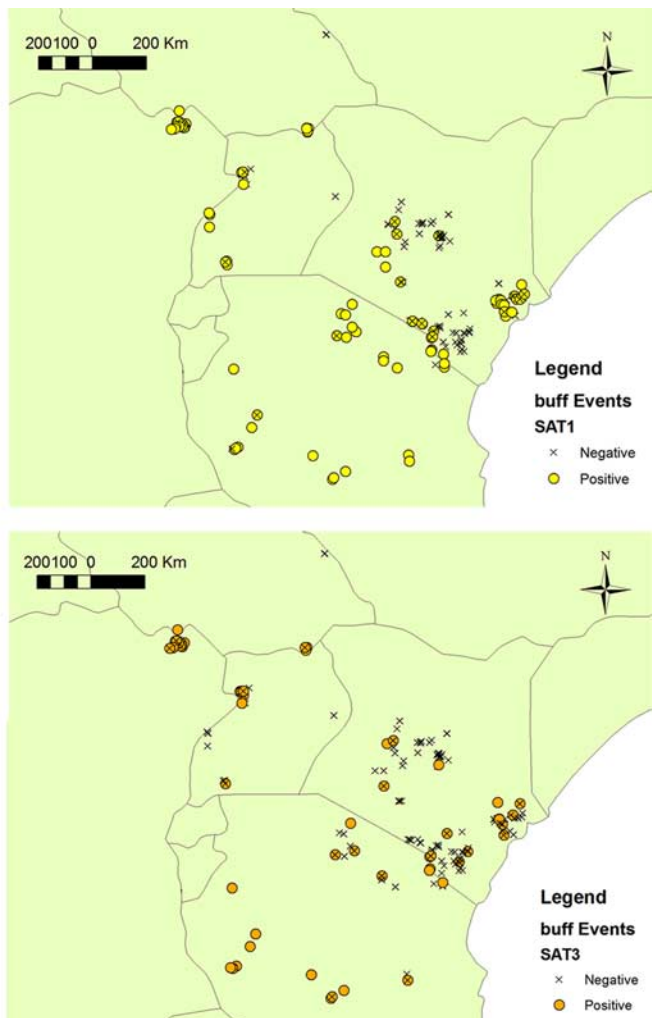 200100 0 200 Km
N
Legend
buff Events
SAT1
Negative
Positive
200100 0 200 Km
N
Legend
buff Events
SAT3
Negative
Positive